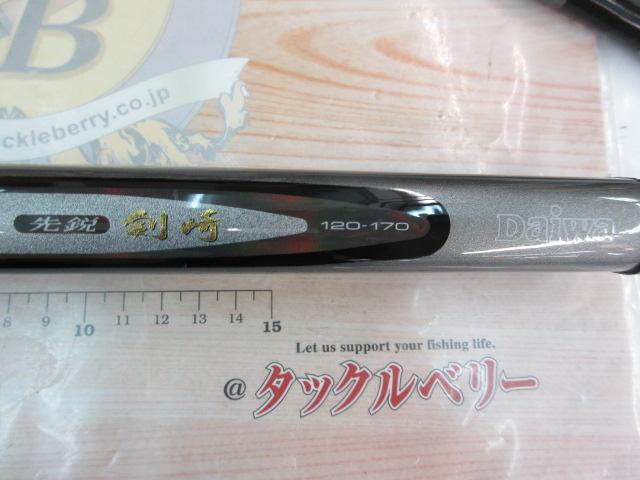 B
ckleberry.co.jp
先鋭 剣崎 120-170 Daiwa
8 9 10 11 12 13 14 15
Let us support your fishing life.
@タックルベリー